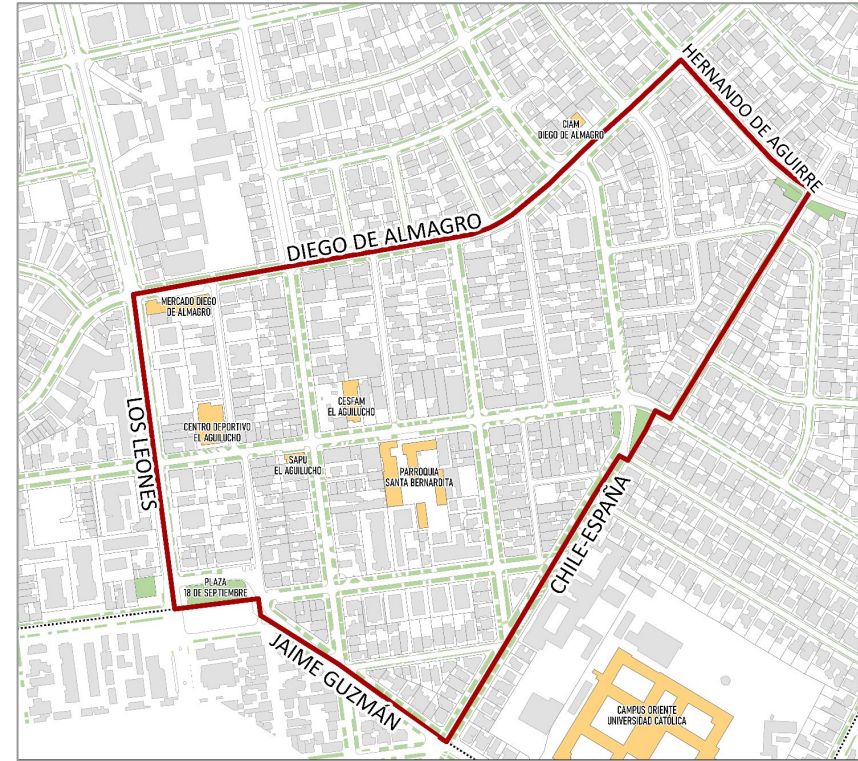 HERNANDO DE AGUIRRE
CIAM
DIEGO DE ALMAGRO
DIEGO DE ALMAGRO
MERCADO DIEGO
DE ALMAGRO
LOS LEONES
CENTRO DEPORTIVO
EL AGUILUCHO
CESFAM
EL AGUILUCHO
SAPU
EL AGUILUCHO
PARROQUIA
SANTA BERNARDITA
CHILE-ESPAÑA
PLAZA
18 DE SEPTIEMBRE
JAIME GUZMÁN
CAMPUS ORIENTE
UNIVERSIDAD CATÓLICA